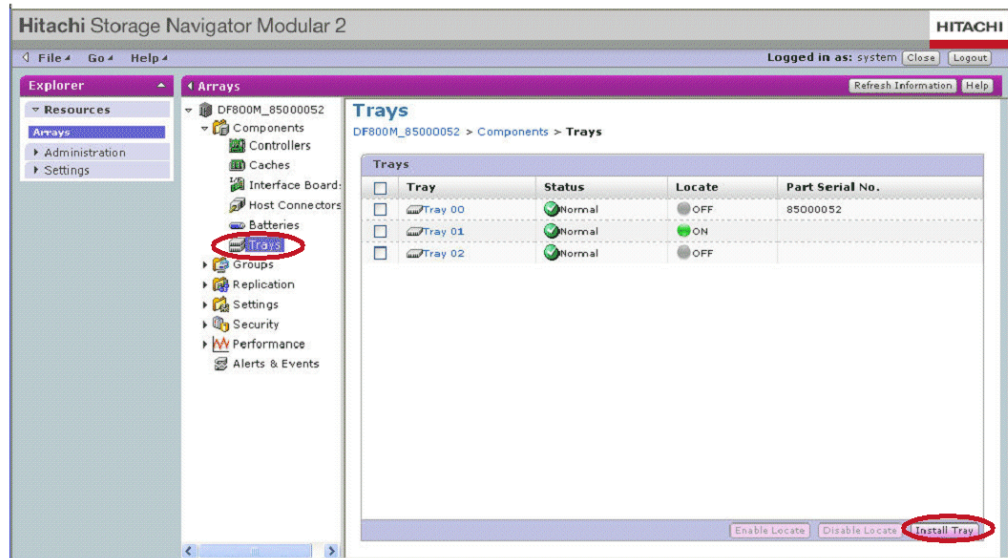 Hitachi Storage Navigator Modular 2
HITACHI
File Go Help
Logged in as: system Close Logout
Explorer
Arrays
Refresh Information Help
Resources
Arrays
Administration
Settings
DF800M_85000052
Components
Controllers
Caches
Interface Board
Host Connectors
Batteries
Trays
Groups
Replication
Settings
Security
Performance
Alerts & Events
Trays
DF800M_85000052 > Components > Trays
Trays
Tray Status Locate Part Serial No.
Tray 00 Normal OFF 85000052
Tray 01 Normal ON
Tray 02 Normal OFF
Enable Locate Disable Locate Install Tray